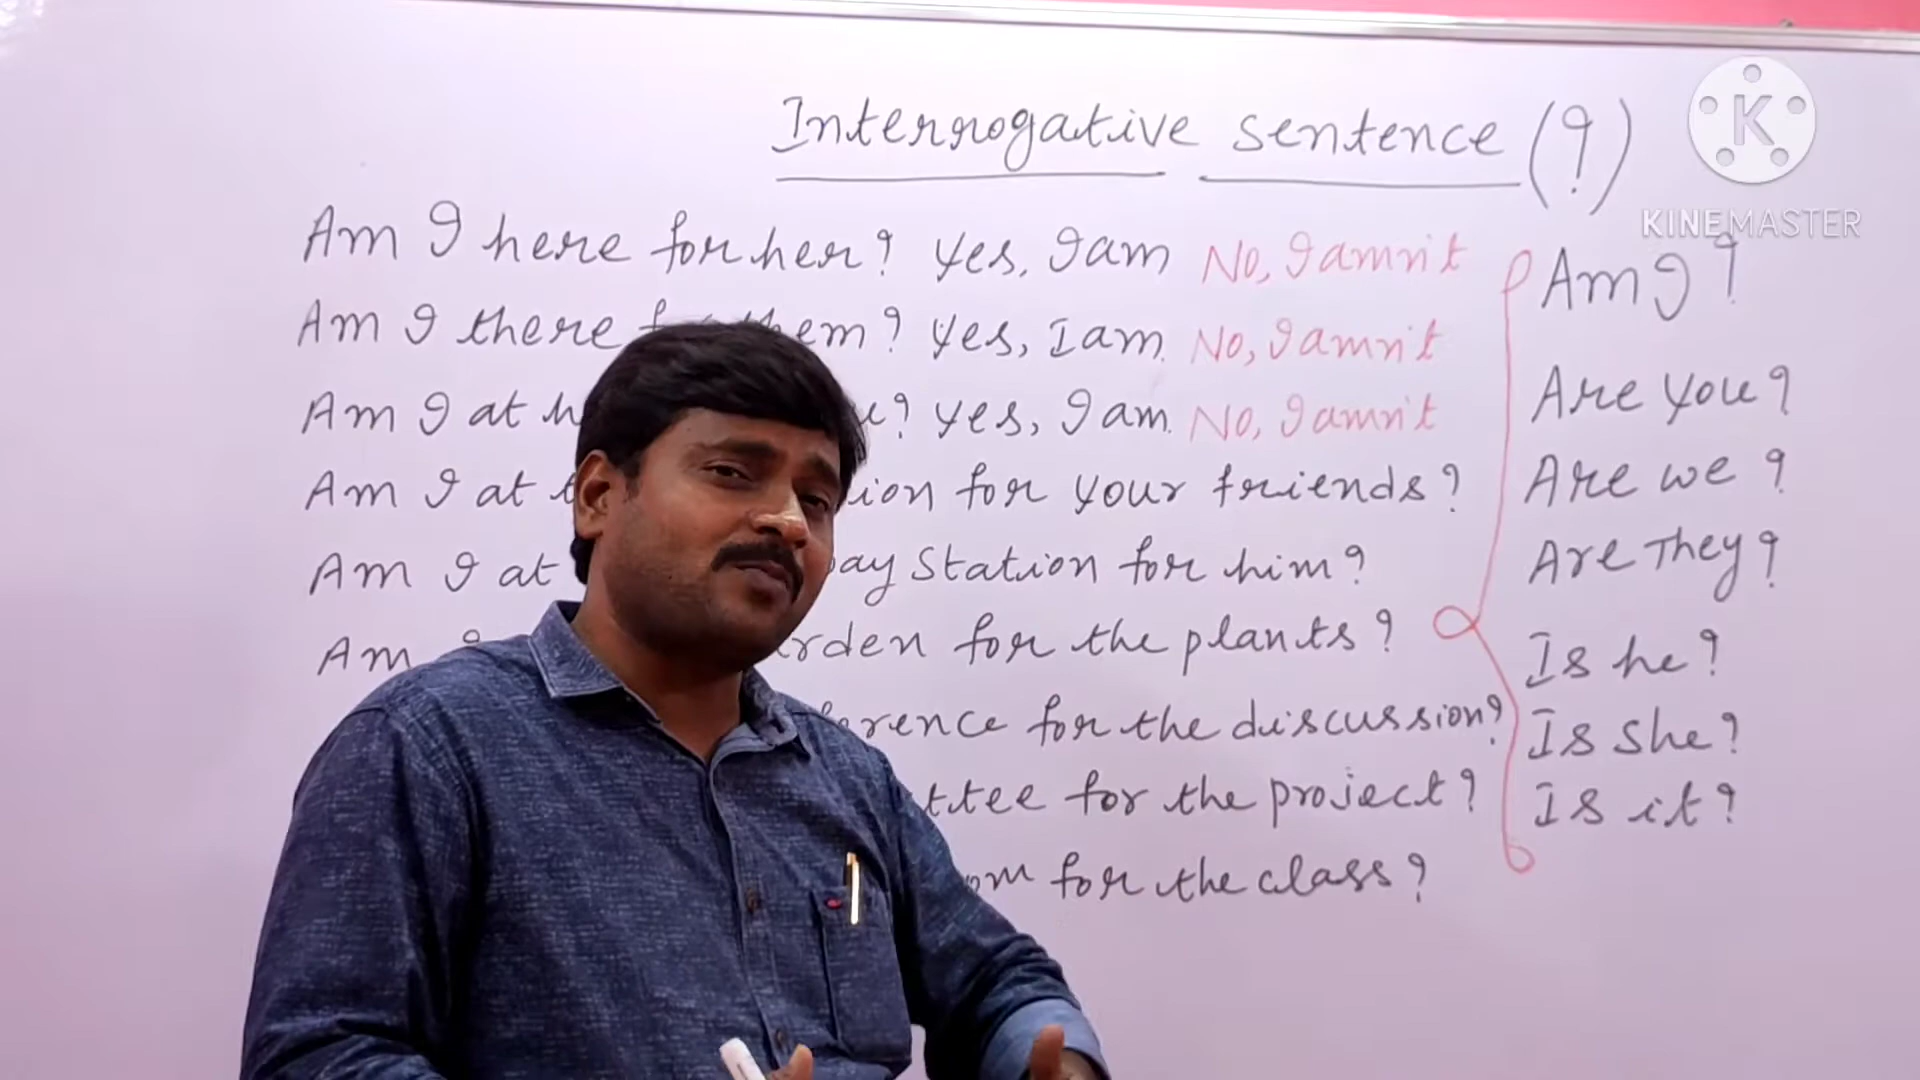 Interrogative sentence (?)
Am I here for her? Yes, I am No, I amn't
Am I there them? Yes, I am. No, I amn't
Am I at ? Yes, I am. No, I amn't
Am I at for your friends?
Am I at Station for him?
Am for the plants?
for the discussion?
for the project?
for the class?
Am I?
Are you?
Are we?
Are They?
Is he?
Is She?
Is it?
K
KINEMASTER